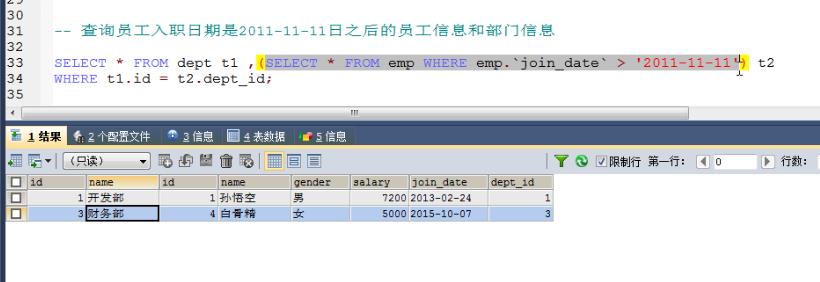 30
31 -- 查询员工入职日期是2011-11-11日之后的员工信息和部门信息
32
33 SELECT * FROM dept t1 ,(SELECT * FROM emp WHERE emp.`join_date` > '2011-11-11') t2
34 WHERE t1.id = t2.dept_id;
35
1 结果 2 个配置文件 3 信息 4 表数据 5 信息
(只读) 限制行 第一行: 0 行数:
id name id name gender salary join_date dept_id
1 开发部 1 孙悟空 男 7200 2013-02-24 1
3 财务部 4 白骨精 女 5000 2015-10-07 3